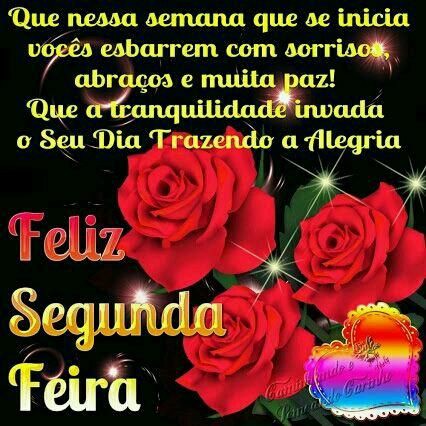 Que nessa semana que se inicia
vocês esbarrem com sorrisos,
abraços e muita paz!
Que a tranquilidade invada
o Seu Dia Trazendo a Alegria
Feliz
Segunda
Feira